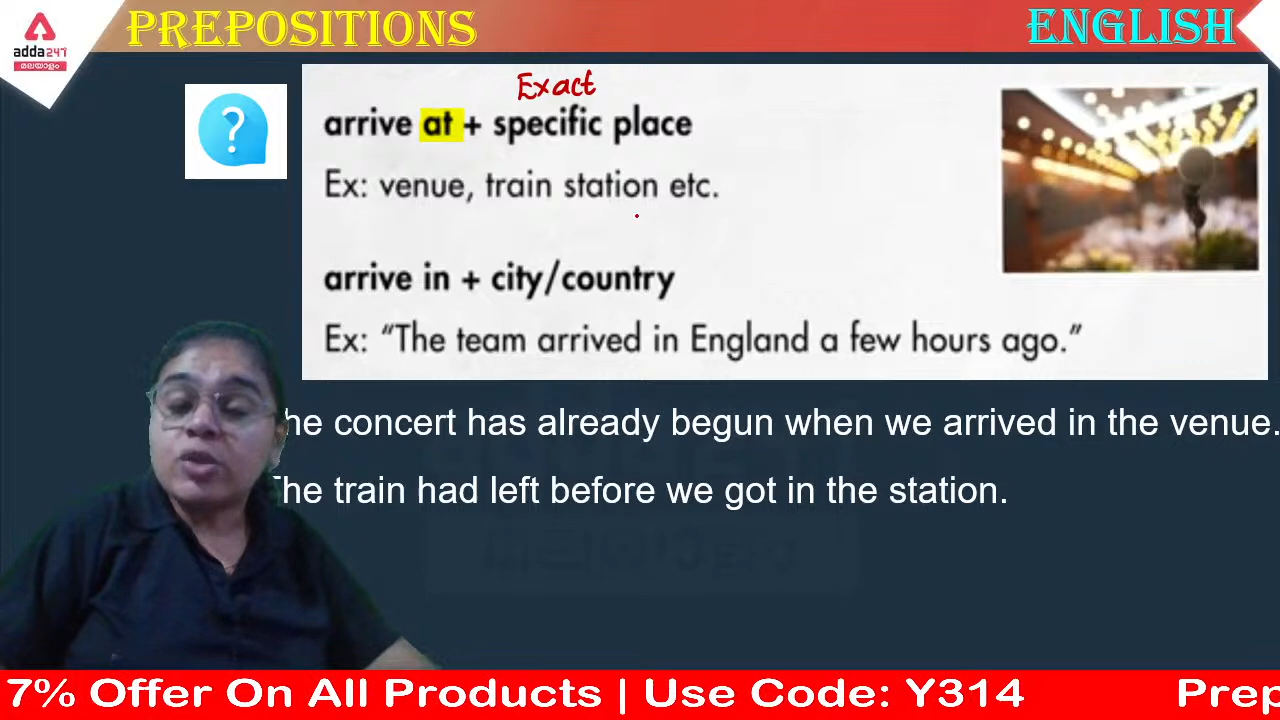 PREPOSITIONS
ENGLISH
adda247
മലയാളം
Exact
arrive at + specific place
Ex: venue, train station etc.
arrive in + city/country
Ex: “The team arrived in England a few hours ago.”
he concert has already begun when we arrived in the venue.
The train had left before we got in the station.
7% Offer On All Products | Use Code: Y314 Prep